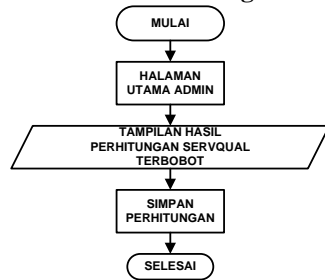 MULAI
HALAMAN
UTAMA ADMIN
TAMPILAN HASIL
PERHITUNGAN SERVQUAL
TERBOBOT
SIMPAN
PERHITUNGAN
SELESAI